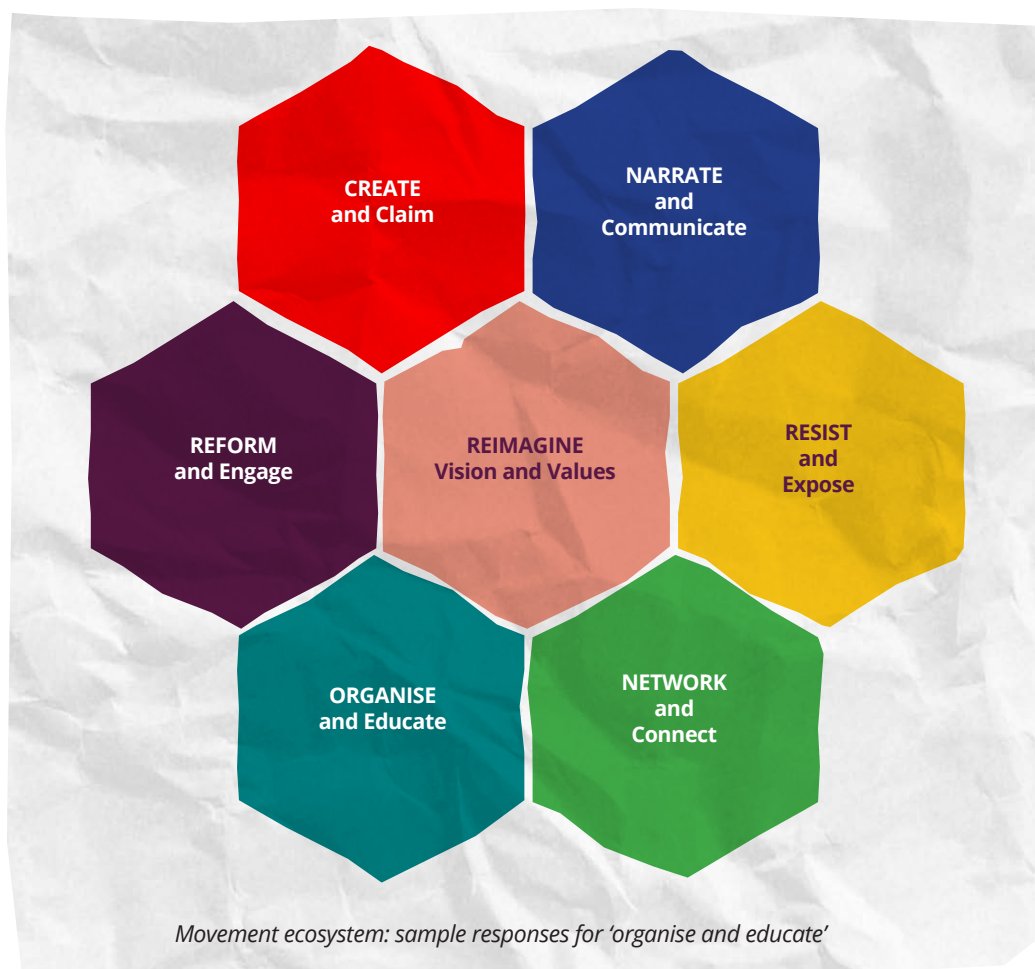 CREATE
and Claim
NARRATE
and
Communicate
REFORM
and Engage
REIMAGINE
Vision and Values
RESIST
and
Expose
ORGANISE
and Educate
NETWORK
and
Connect
Movement ecosystem: sample responses for ‘organise and educate’